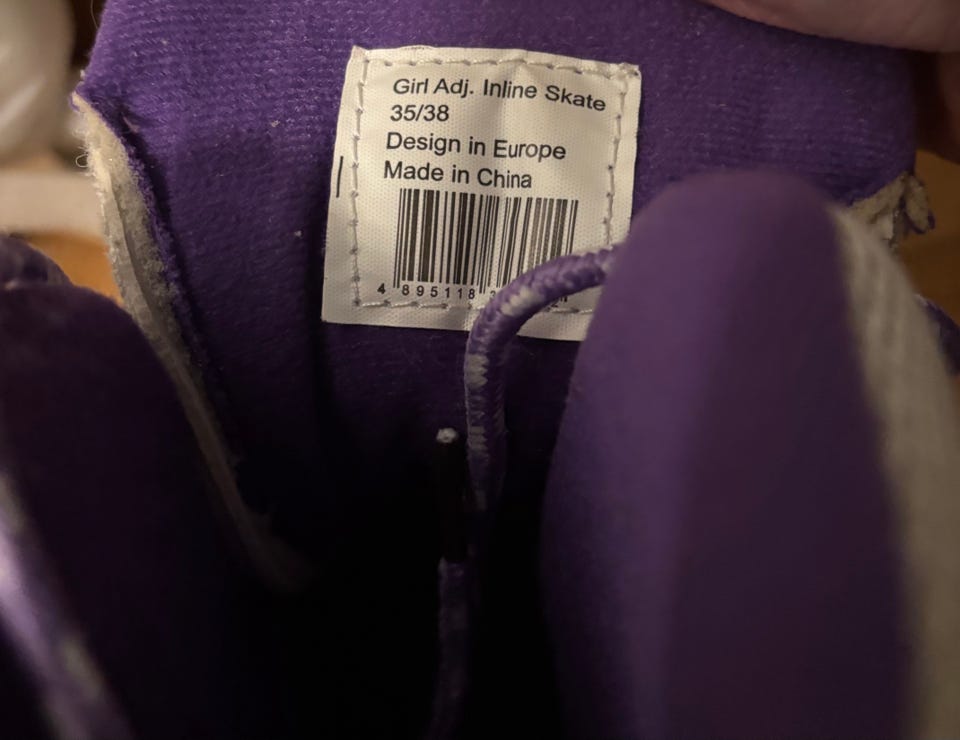 Girl Adj. Inline Skate
35/38
Design in Europe
Made in China
4 895118